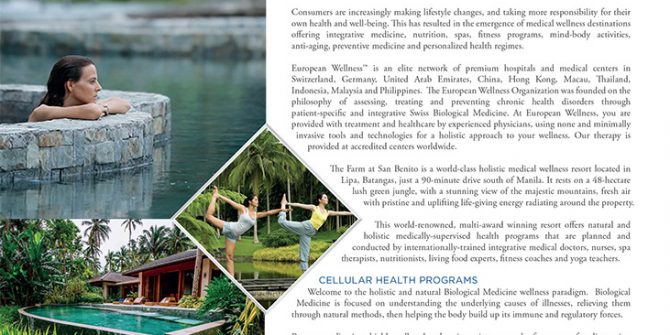 Consumers are increasingly making lifestyle changes, and taking more responsibility for their
own health and well-being. This has resulted in the emergence of medical wellness destinations
offering integrative medicine, nutrition, spas, fitness programs, mind-body activities,
anti-aging, preventive medicine and personalized health regimes.
European Wellness™ is an elite network of premium hospitals and medical centers in
Switzerland, Germany, United Arab Emirates, China, Hong Kong, Macau, Thailand,
Indonesia, Malaysia and Philippines. The European Wellness Organization was founded on the
philosophy of assessing, treating and preventing chronic health disorders through
patient-specific and integrative Swiss Biological Medicine. At European Wellness, you are
provided with treatment and healthcare by experienced physicians, using none and minimally
invasive tools and technologies for a holistic approach to your wellness. Our therapy is
provided at accredited centers worldwide.
The Farm at San Benito is a world-class holistic medical wellness resort located in
Lipa, Batangas, just a 90-minute drive south of Manila. It rests on a 48-hectare
lush green jungle, with a stunning view of the majestic mountains, fresh air
with pristine and uplifting life-giving energy radiating around the property.
This world-renowned, multi-award winning resort offers natural and
holistic medically-supervised health programs that are planned and
conducted by internationally-trained integrative medical doctors, nurses, spa
therapists, nutritionists, living food experts, fitness coaches and yoga teachers.
CELLULAR HEALTH PROGRAMS
Welcome to the holistic and natural Biological Medicine wellness paradigm. Biological
Medicine is focused on understanding the underlying causes of illnesses, relieving them
through natural methods, then helping the body build up its immune and regulatory forces.